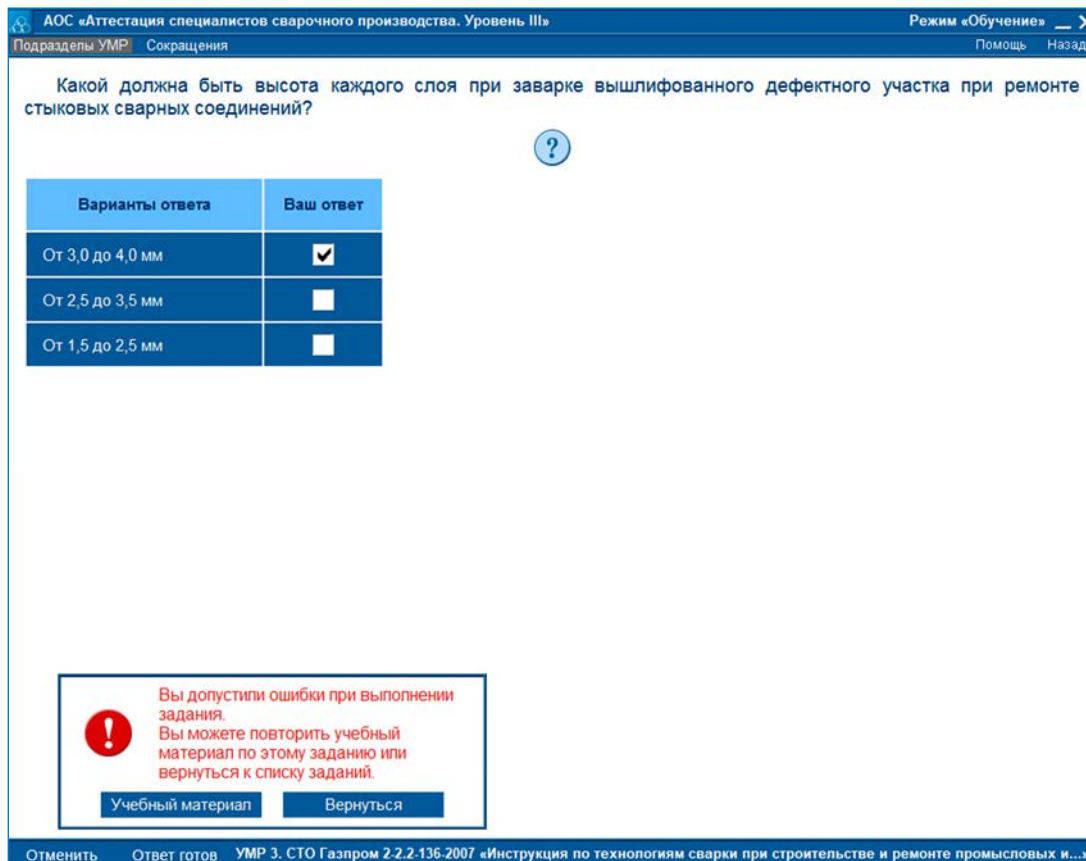 АОС «Аттестация специалистов сварочного производства. Уровень III» Режим «Обучение»
Подразделы УМР Сокращения Помощь Назад
Какой должна быть высота каждого слоя при заварке вышлифованного дефектного участка при ремонте
стыковых сварных соединений?
?
Варианты ответа Ваш ответ
От 3,0 до 4,0 мм
От 2,5 до 3,5 мм
От 1,5 до 2,5 мм
Вы допустили ошибки при выполнении
задания.
Вы можете повторить учебный
материал по этому заданию или
вернуться к списку заданий.
Учебный материал Вернуться
Отменить Ответ готов УМР 3. СТО Газпром 2-2.2-136-2007 «Инструкция по технологиям сварки при строительстве и ремонте промысловых и...